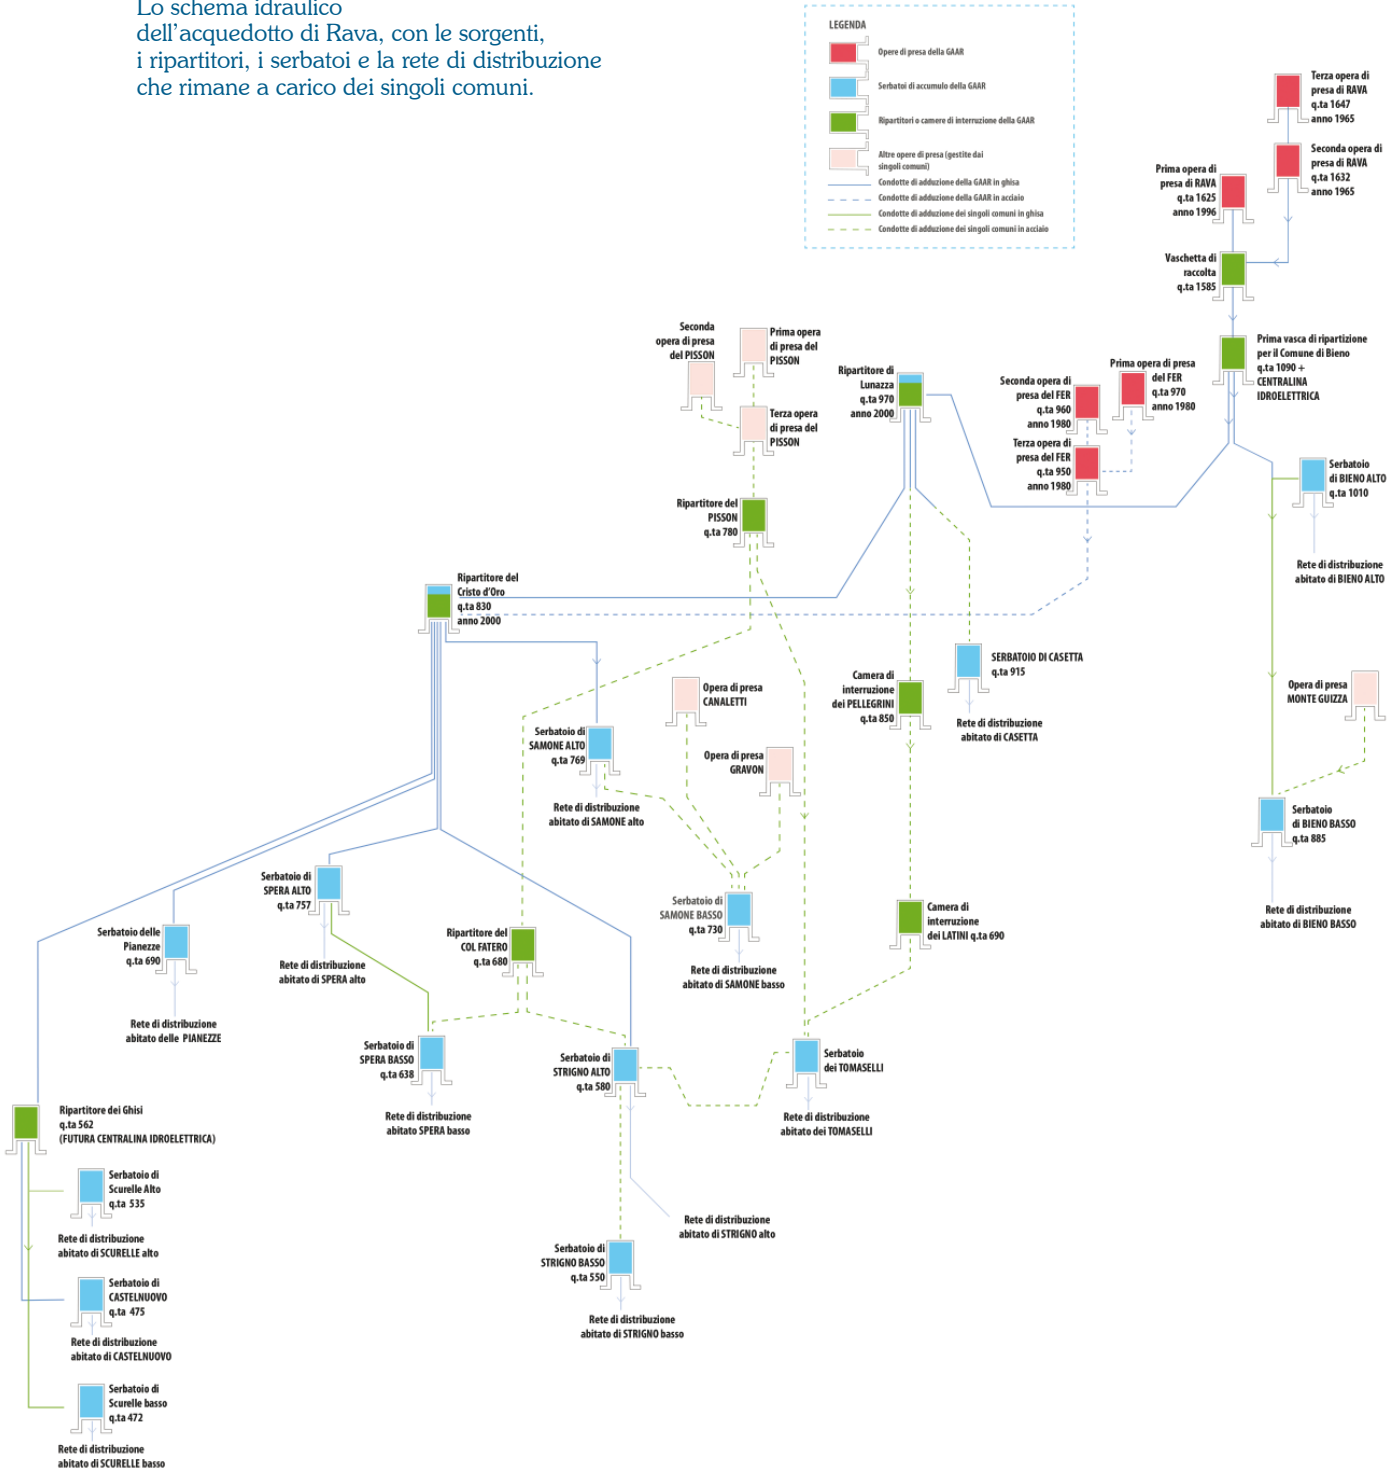 Lo schema idraulico
dell'acquedotto di Rava, con le sorgenti,
i ripartitori, i serbatoi e la rete di distribuzione
che rimane a carico dei singoli comuni.
LEGENDA
Opere di presa della GAAR
Serbatoi di accumulo della GAAR
Ripartitori o camere di interruzione della GAAR
Altre opere di presa (gestite dai
singoli comuni)
Condotte di adduzione della GAAR in ghisa
Condotte di adduzione della GAAR in acciaio
Condotte di adduzione dei singoli comuni in ghisa
Condotte di adduzione dei singoli comuni in acciaio
Terza opera di
presa di RAVA
q.ta 1647
anno 1965
Seconda opera di
presa di RAVA
q.ta 1632
anno 1965
Prima opera di
presa di RAVA
q.ta 1625
anno 1996
Vaschetta di
raccolta
q.ta 1585
Prima vasca di ripartizione
per il Comune di Bieno
q.ta 1090 +
CENTRALINA
IDROELETTRICA
Seconda
opera di presa
del PISSON
Prima opera
di presa del
PISSON
Terza opera
di presa del
PISSON
Ripartitore di
Lunazza
q.ta 970
anno 2000
Seconda opera di
presa del FER
q.ta 960
anno 1980
Prima opera di presa
del FER
q.ta 970
anno 1980
Terza opera di
presa del FER
q.ta 950
anno 1980
Serbatoio
di BIENO ALTO
q.ta 1010
Rete di distribuzione
abitato di BIENO ALTO
Ripartitore del
PISSON
q.ta 780
Ripartitore del
Cristo d'Oro
q.ta 830
anno 2000
SERBATOIO DI CASETTA
q.ta 915
Rete di distribuzione
abitato di CASETTA
Camera di
interruzione
dei PELLEGRINI
q.ta 850
Opera di presa
MONTE GUIZZA
Opera di presa
CANALETTI
Opera di presa
GRAVON
Serbatoio di
SAMONE ALTO
q.ta 769
Rete di distribuzione
abitato di SAMONE alto
Serbatoio
di BIENO BASSO
q.ta 885
Rete di distribuzione
abitato di BIENO BASSO
Serbatoio di
SPERA ALTO
q.ta 757
Rete di distribuzione
abitato di SPERA alto
Serbatoio delle
Pianezze
q.ta 690
Rete di distribuzione
abitato delle PIANEZZE
Ripartitore del
COL FATERO
q.ta 680
Serbatoio di
SAMONE BASSO
q.ta 730
Rete di distribuzione
abitato di SAMONE basso
Camera di
interruzione
dei LATINI q.ta 690
Serbatoio di
SPERA BASSO
q.ta 638
Rete di distribuzione
abitato SPERA basso
Serbatoio di
STRIGNO ALTO
q.ta 580
Serbatoio
dei TOMASELLI
Rete di distribuzione
abitato dei TOMASELLI
Ripartitore dei Ghisi
q.ta 562
(FUTURA CENTRALINA IDROELETTRICA)
Serbatoio di
Scurelle Alto
q.ta 535
Rete di distribuzione
abitato di SCURELLE alto
Rete di distribuzione
abitato di STRIGNO alto
Serbatoio di
STRIGNO BASSO
q.ta 550
Rete di distribuzione
abitato di STRIGNO basso
Serbatoio di
CASTELNUOVO
q.ta 475
Rete di distribuzione
abitato di CASTELNUOVO
Serbatoio di
Scurelle basso
q.ta 472
Rete di distribuzione
abitato di SCURELLE basso